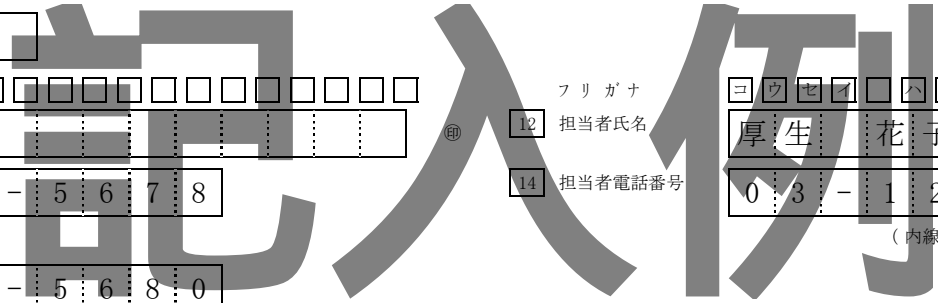 記入例
フリガナ コウセイ ハ
㊞ 12 担当者氏名 厚生 花子
-5678 14 担当者電話番号 03-12
(内線
-5680